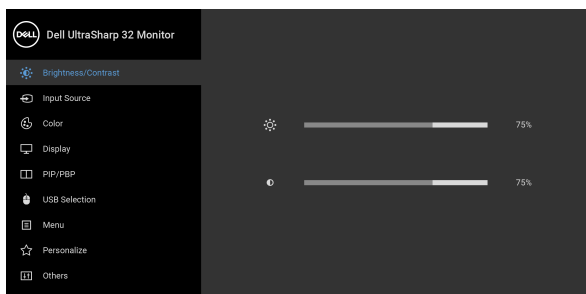 DELL Dell UltraSharp 32 Monitor
Brightness/Contrast
Input Source
Color
75%
Display
PIP/PBP
75%
USB Selection
Menu
Personalize
Others